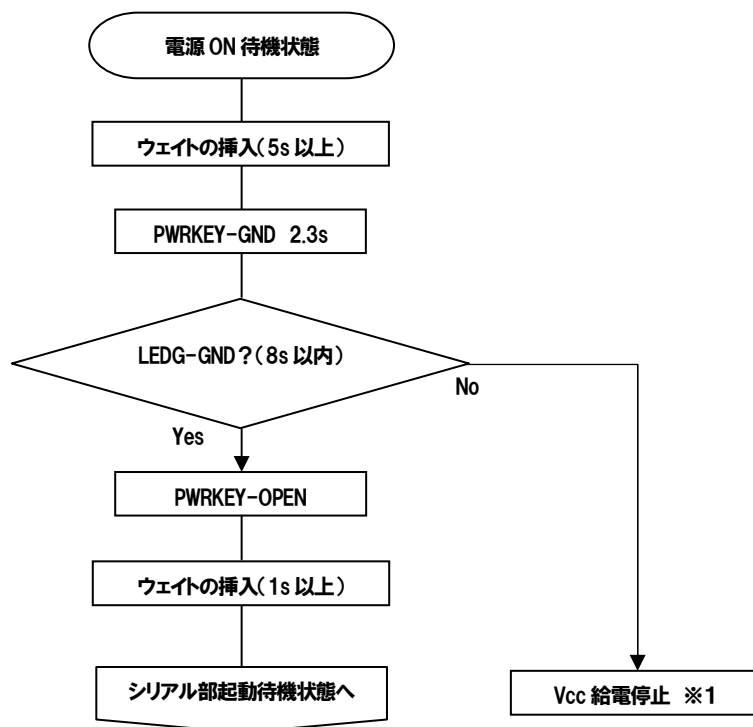 電源 ON 待機状態
ウェイトの挿入(5s 以上)
PWRKEY-GND 2.3s
LEDG-GND?(8s 以内)
No
Yes
PWRKEY-OPEN
ウェイトの挿入(1s 以上)
シリアル部起動待機状態へ
Vcc 給電停止 ※1